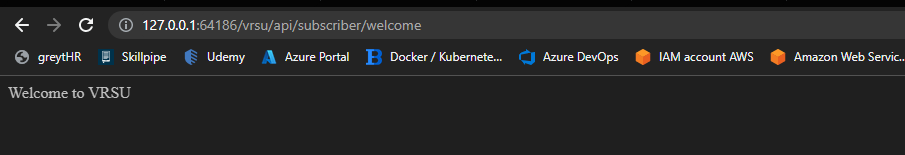 127.0.0.1:64186/vrsu/api/subscriber/welcome
greytHR Skillpipe Udemy Azure Portal Docker / Kubernete... Azure DevOps IAM account AWS Amazon Web Servic...
Welcome to VRSU